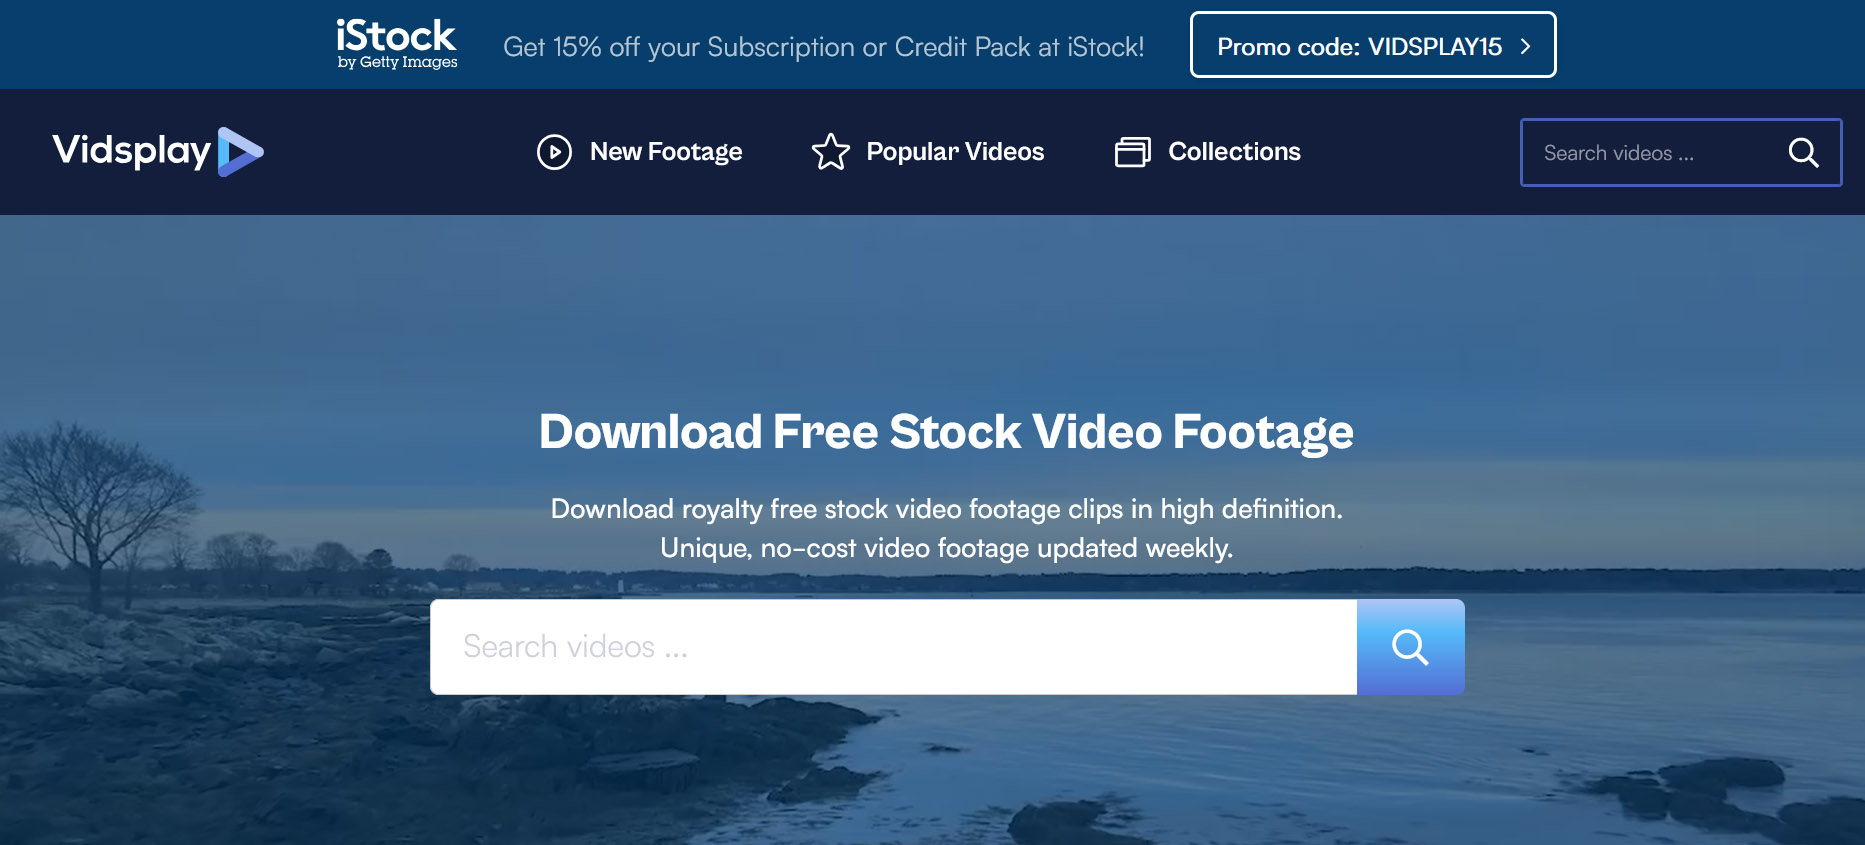 iStock
by Getty Images
Get 15% off your Subscription or Credit Pack at iStock!
Promo code: VIDSPLAY15
Vidsplay
New Footage
Popular Videos
Collections
Search videos ...
Download Free Stock Video Footage
Download royalty free stock video footage clips in high definition.
Unique, no-cost video footage updated weekly.
Search videos ...